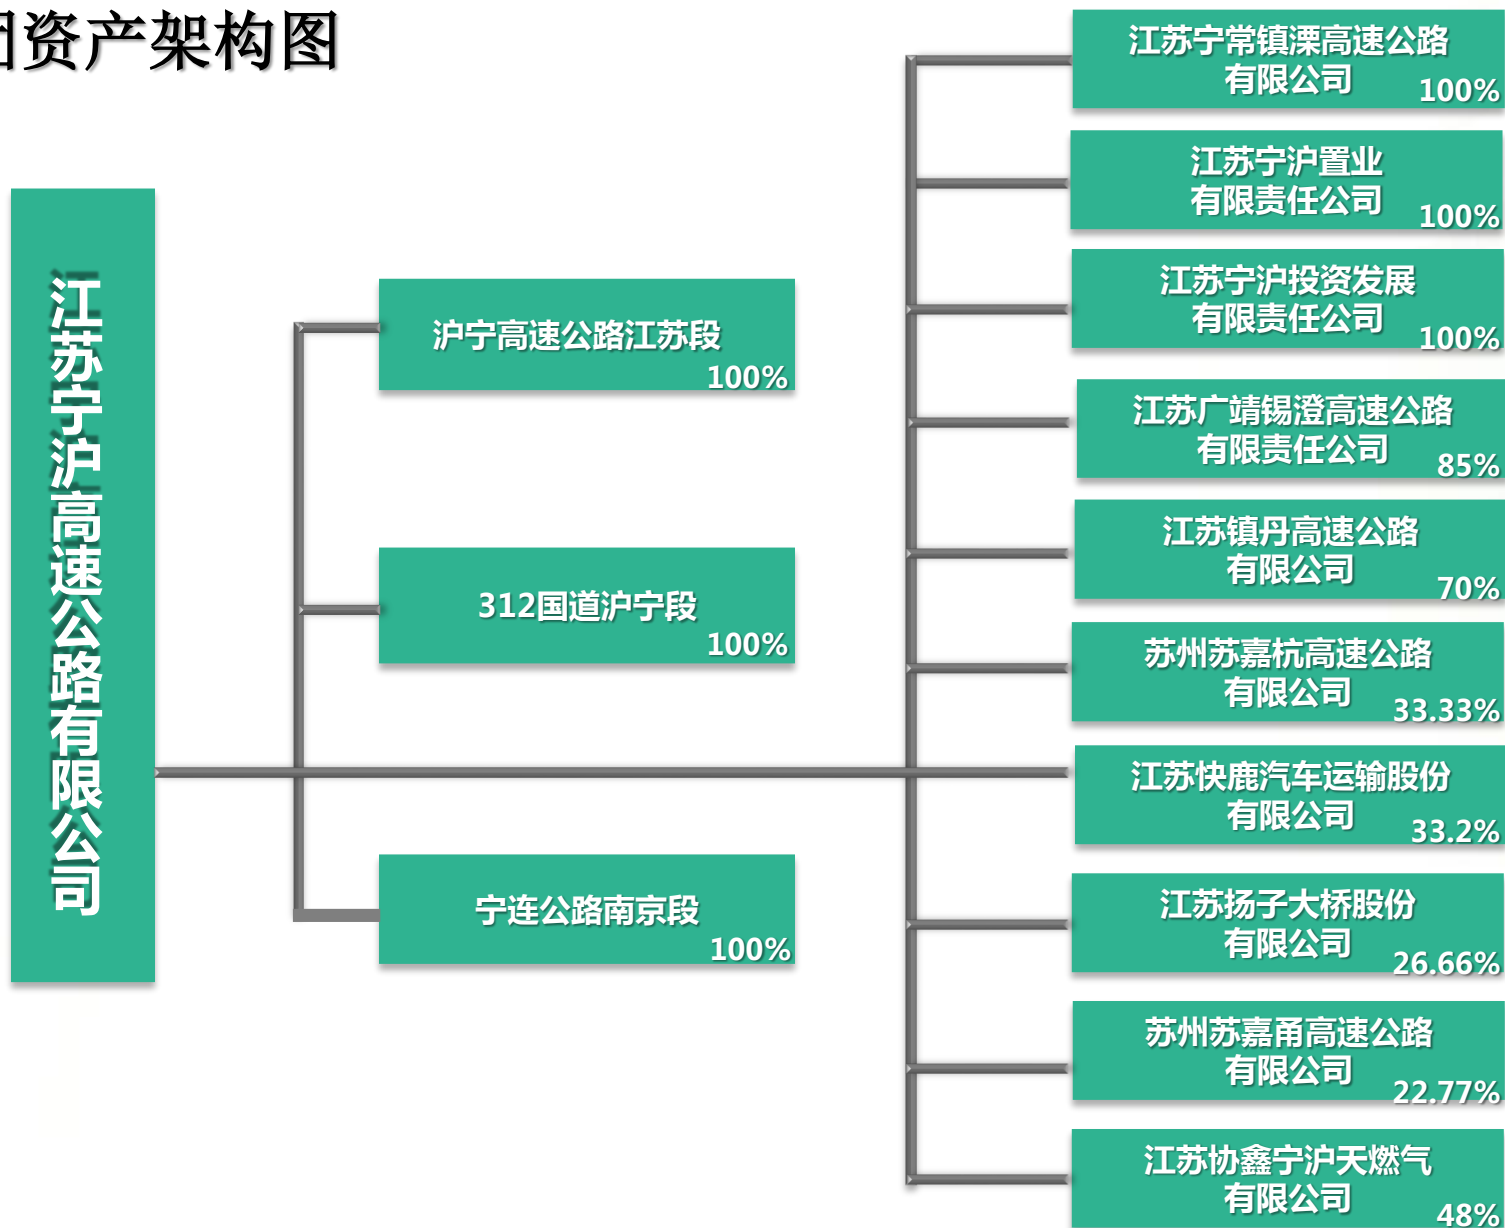 资产架构图
江苏宁沪高速公路有限公司
沪宁高速公路江苏段
100%
312国道沪宁段
100%
宁连公路南京段
100%
江苏宁常镇溧高速公路
有限公司
100%
江苏宁沪置业
有限责任公司
100%
江苏宁沪投资发展
有限责任公司
100%
江苏广靖锡澄高速公路
有限责任公司
85%
江苏镇丹高速公路
有限公司
70%
苏州苏嘉杭高速公路
有限公司
33.33%
江苏快鹿汽车运输股份
有限公司
33.2%
江苏扬子大桥股份
有限公司
26.66%
苏州苏嘉甬高速公路
有限公司
22.77%
江苏协鑫宁沪天燃气
有限公司
48%